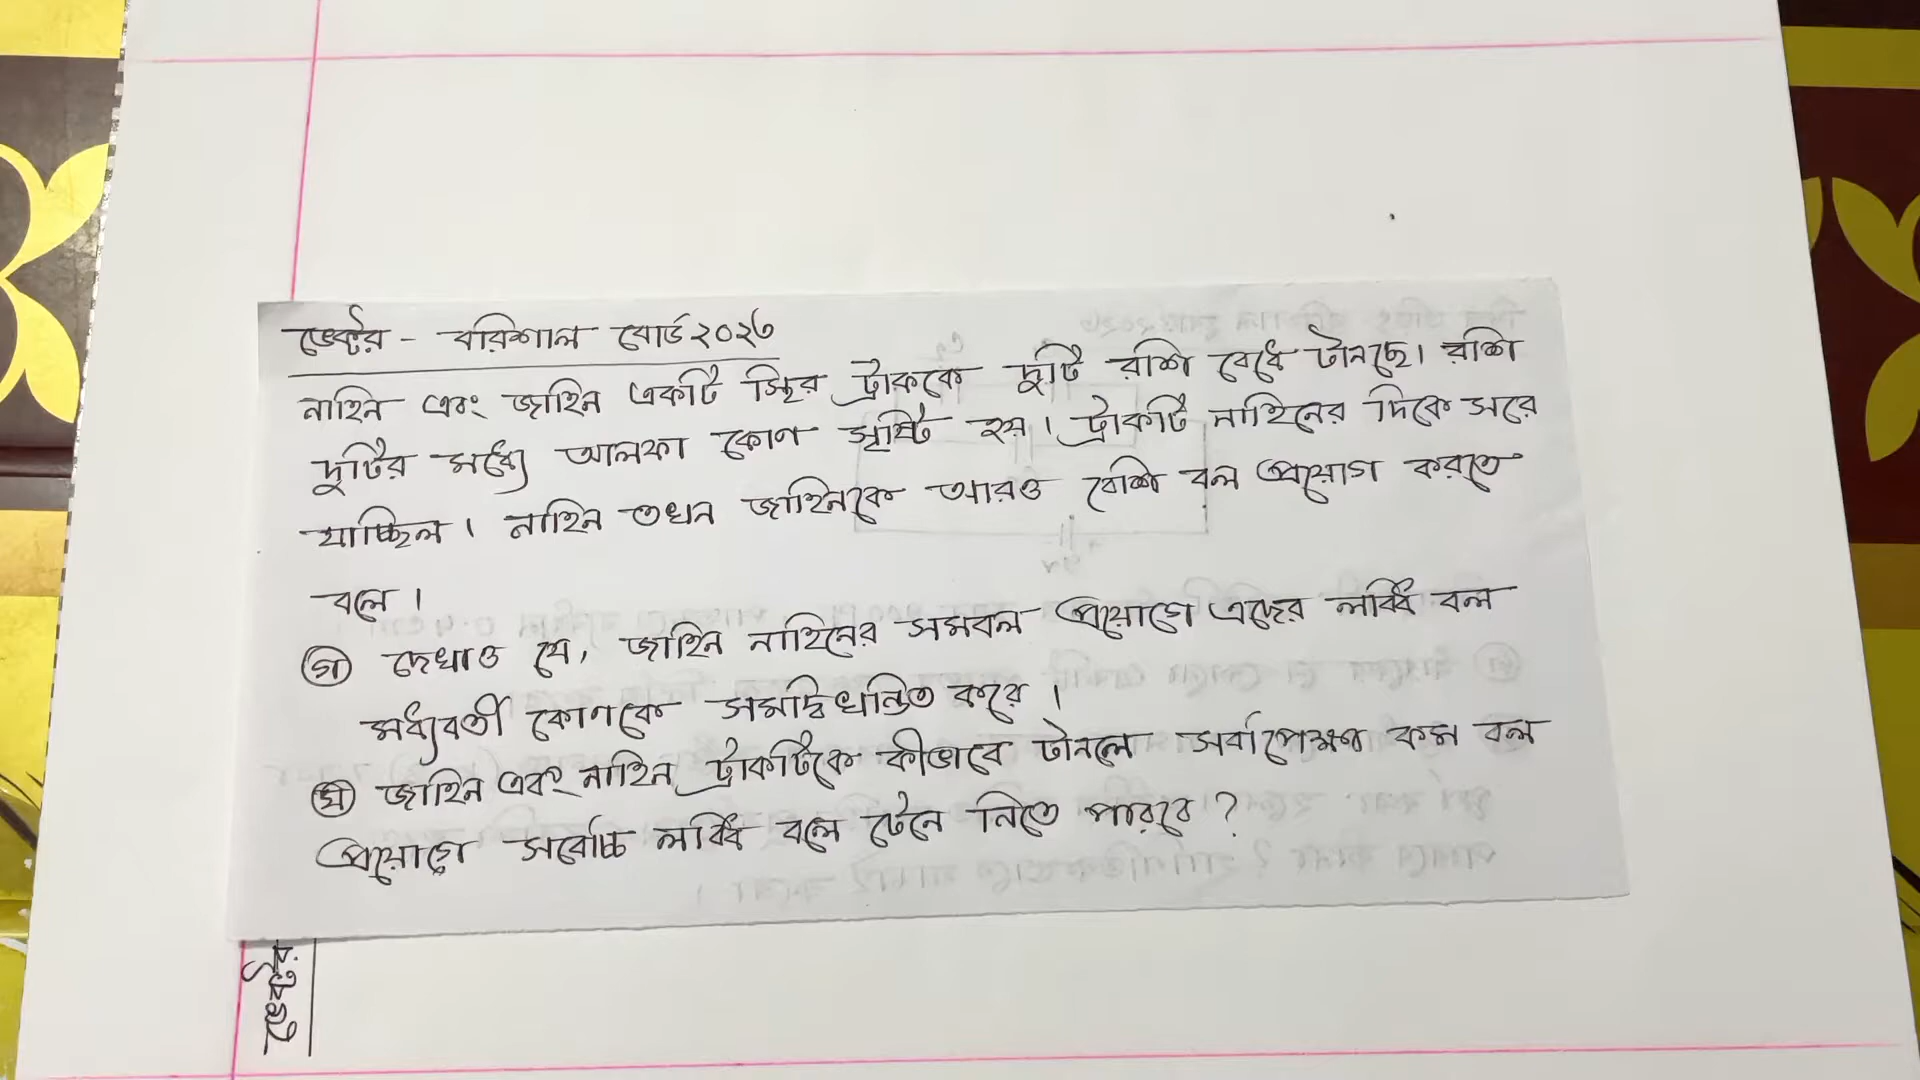 ভেক্টর - বরিশাল বোর্ড ২০২৩
নাহিন এবং জাহিন একটি স্থির ট্রাককে দুটি রশি বেধে টানছে। রশি
দুটির মধ্যে আলফা কোণ সৃষ্টি হয়। ট্রাকটি নাহিনের দিকে সরে
যাচ্ছিল। নাহিন তখন জাহিনকে আরও বেশি বল প্রয়োগ করতে
বলে।
গ দেখাও যে, জাহিন নাহিনের সমবল প্রয়োগে এদের লব্ধি বল
মধ্যবর্তী কোণকে সমদ্বিখন্ডিত করে।
ঘ জাহিন এবং নাহিন ট্রাকটিকে কীভাবে টানলে সর্বাপেক্ষা কম বল
প্রয়োগে সর্বোচ্চ লব্ধি বলে টেনে নিতে পারবে?